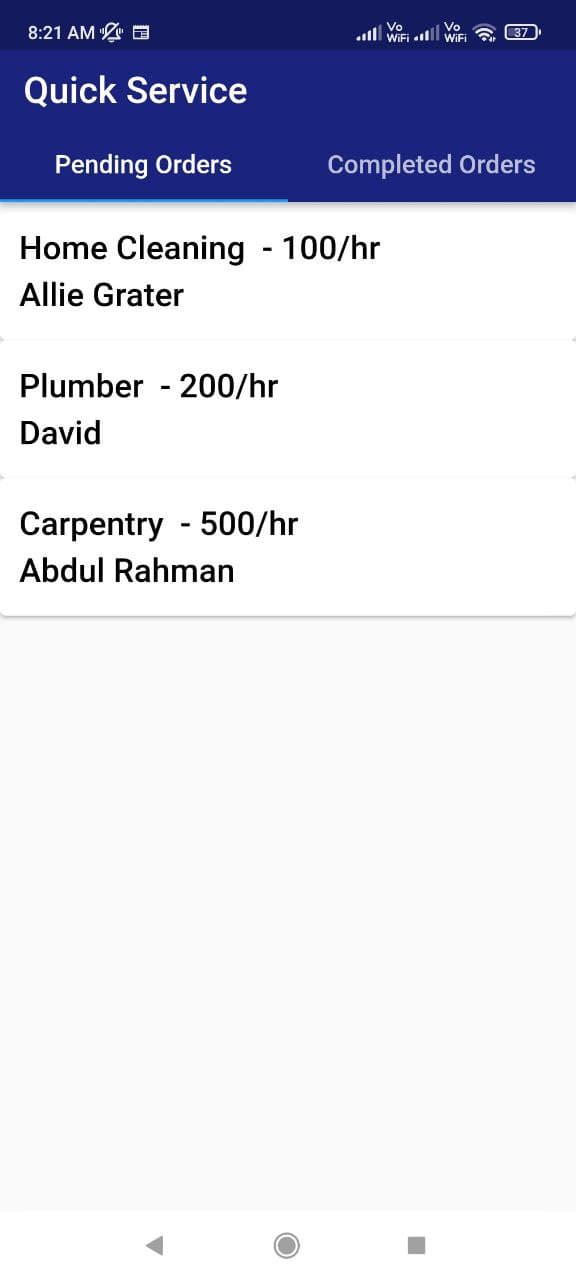 8:21 AM
Vo WiFi Vo WiFi 37
Quick Service
Pending Orders Completed Orders
Home Cleaning - 100/hr
Allie Grater
Plumber - 200/hr
David
Carpentry - 500/hr
Abdul Rahman